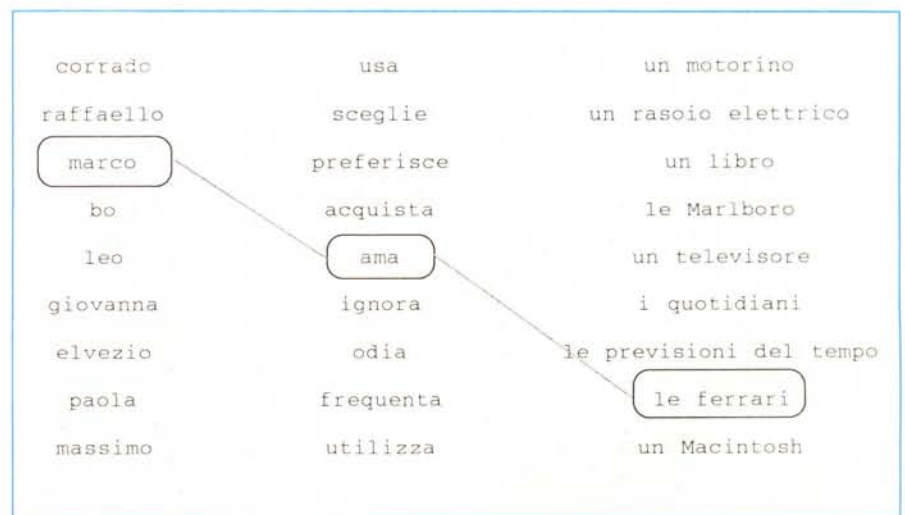 corrado usa un motorino
raffaello sceglie un rasoio elettrico
marco preferisce un libro
bo acquista le Marlboro
leo ama un televisore
giovanna ignora i quotidiani
elvezio odia le previsioni del tempo
paola frequenta le ferrari
massimo utilizza un Macintosh